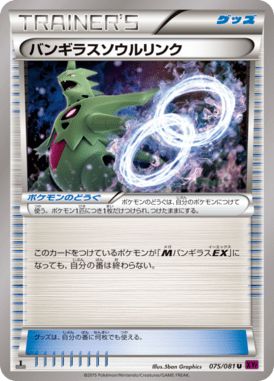 TRAINER'S
グッズ
バンギラスソウルリンク
ポケモンのどうぐ
ポケモンのどうぐは、自分のポケモンにつけて
使う。ポケモン1匹につき1枚だけつけられ、つけたままにする。
このカードをつけているポケモンが「MバンギラスEX」に
なっても、自分の番は終わらない。
グッズは、自分の番に何枚でも使える。
Illus.5ban Graphics
075/081 U XY7
©2015 Pokémon/Nintendo/Creatures/GAME FREAK.